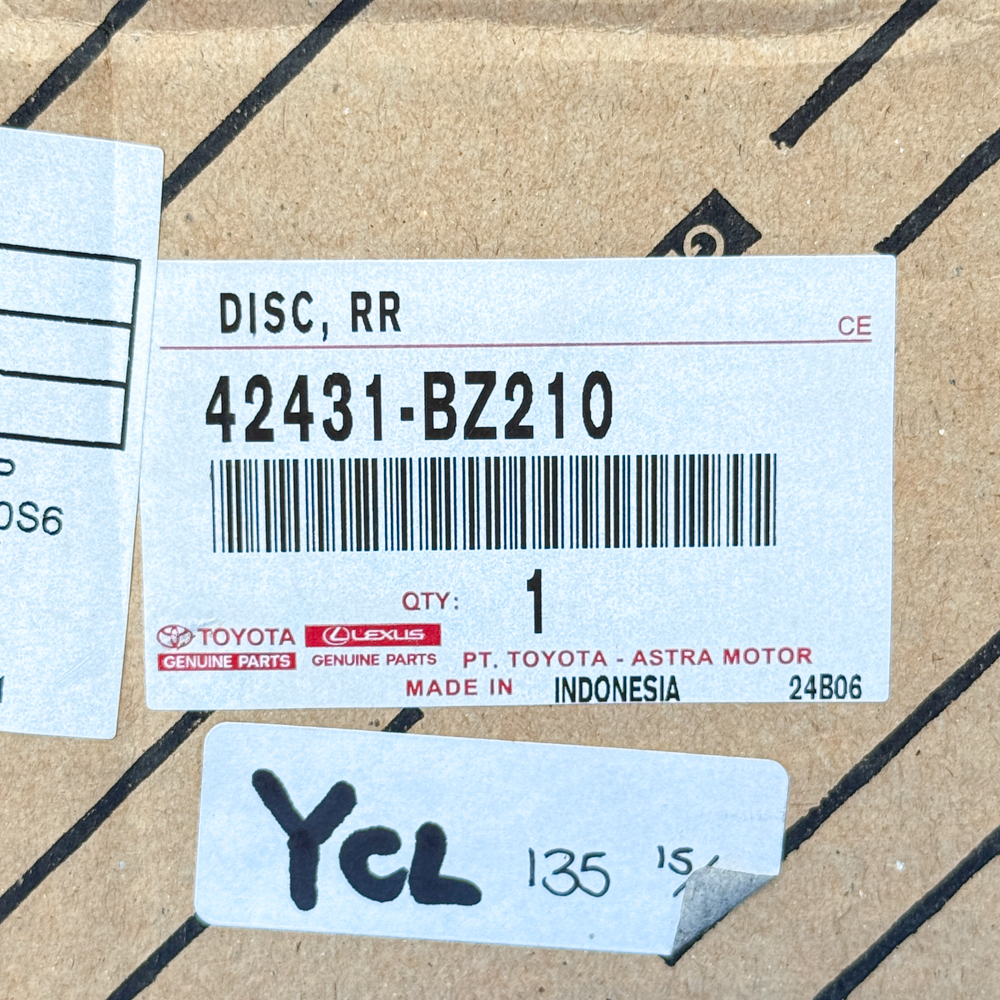 DISC, RR
CE
42431-BZ210
QTY: 1
TOYOTA
GENUINE PARTS
LEXUS
GENUINE PARTS
PT. TOYOTA - ASTRA MOTOR
MADE IN INDONESIA 24B06
0S6
YCL 135 15/